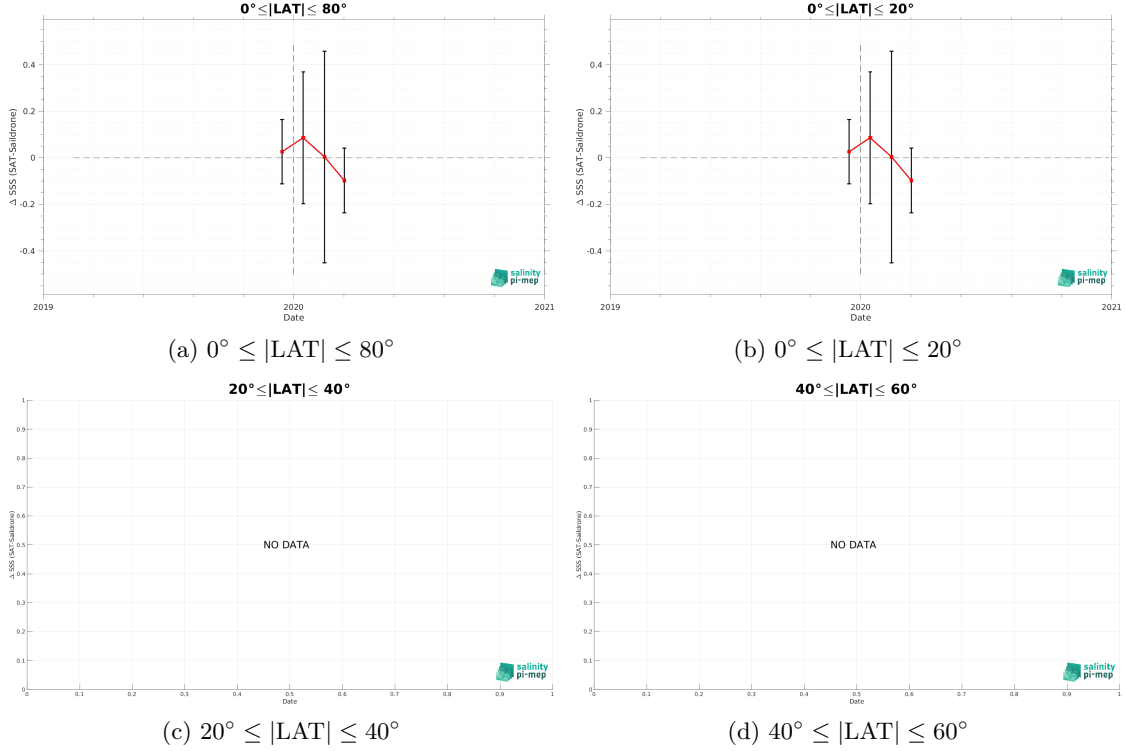 0°≤|LAT|≤ 80°
0.4
0.2
0
-0.2
-0.4
Δ SSS (SAT-Saildrone)
2019
2020
2021
Date
salinity
pi-mep
(a) 0° ≤ |LAT| ≤ 80°
0°≤|LAT|≤ 20°
0.4
0.2
0
-0.2
-0.4
Δ SSS (SAT-Saildrone)
2019
2020
2021
Date
salinity
pi-mep
(b) 0° ≤ |LAT| ≤ 20°
20°≤|LAT|≤ 40°
1
0.9
0.8
0.7
0.6
0.5
0.4
0.3
0.2
0.1
0
Δ SSS (SAT-Saildrone)
NO DATA
0 0.1 0.2 0.3 0.4 0.5 0.6 0.7 0.8 0.9 1
Date
salinity
pi-mep
(c) 20° ≤ |LAT| ≤ 40°
40°≤|LAT|≤ 60°
1
0.9
0.8
0.7
0.6
0.5
0.4
0.3
0.2
0.1
0
Δ SSS (SAT-Saildrone)
NO DATA
0 0.1 0.2 0.3 0.4 0.5 0.6 0.7 0.8 0.9 1
Date
salinity
pi-mep
(d) 40° ≤ |LAT| ≤ 60°